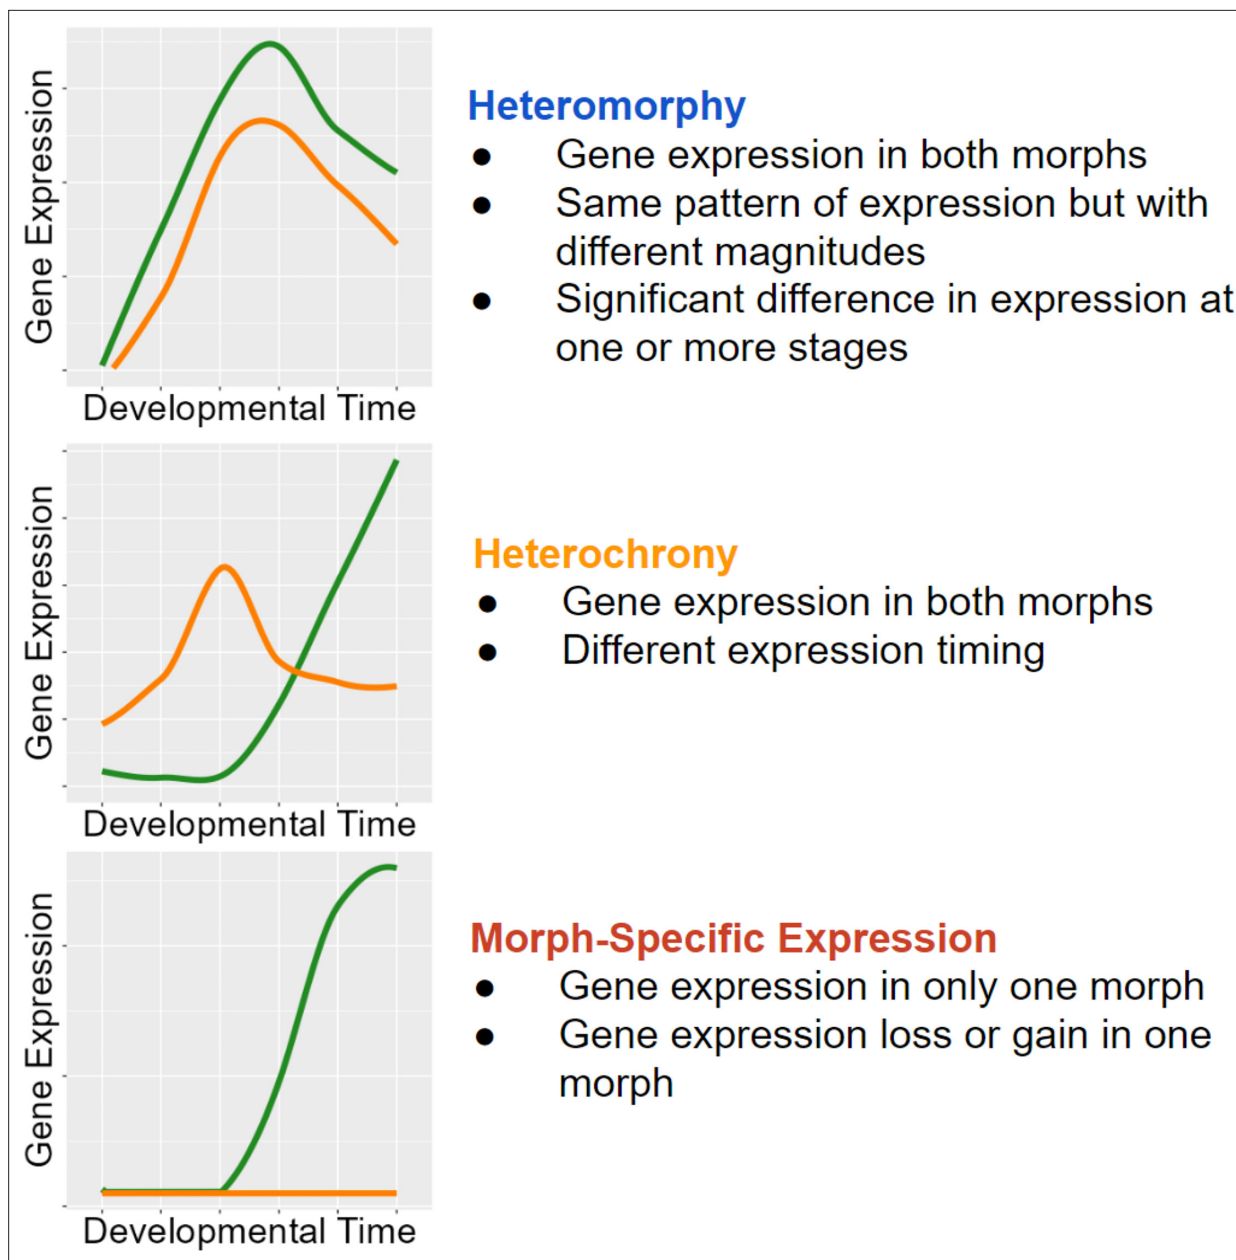 Gene Expression
Developmental Time
Heteromorphy
● Gene expression in both morphs
● Same pattern of expression but with
different magnitudes
● Significant difference in expression at
one or more stages
Gene Expression
Developmental Time
Heterochrony
● Gene expression in both morphs
● Different expression timing
Gene Expression
Developmental Time
Morph-Specific Expression
● Gene expression in only one morph
● Gene expression loss or gain in one
morph